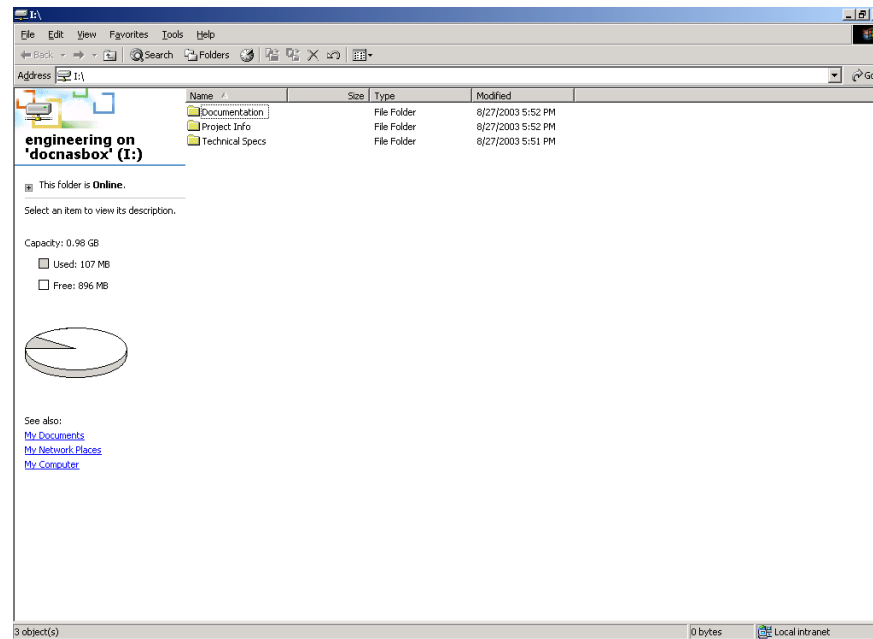 I:\
File Edit View Favorites Tools Help
Back Search Folders
Address I:\ Go
Name Size Type Modified
Documentation File Folder 8/27/2003 5:52 PM
Project Info File Folder 8/27/2003 5:52 PM
Technical Specs File Folder 8/27/2003 5:51 PM
engineering on
'docnasbox' (I:)
This folder is Online.
Select an item to view its description.
Capacity: 0.98 GB
Used: 107 MB
Free: 896 MB
See also:
My Documents
My Network Places
My Computer
3 object(s) 0 bytes Local intranet